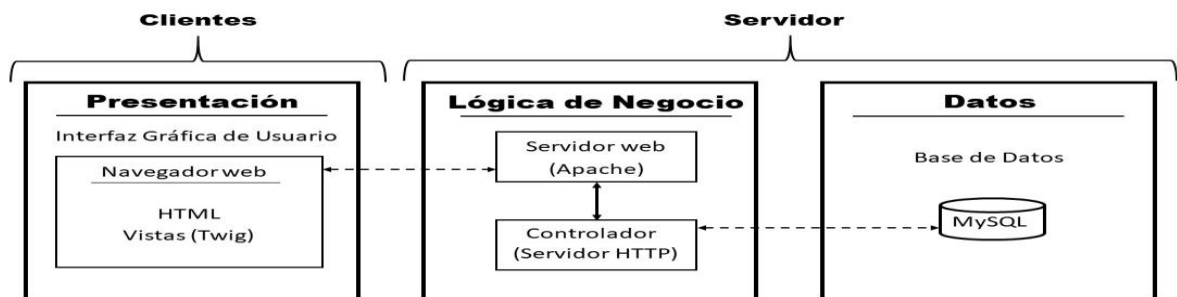 Clientes
Servidor
Presentación
Interfaz Gráfica de Usuario
Navegador web
HTML
Vistas (Twig)
Lógica de Negocio
Servidor web
(Apache)
Controlador
(Servidor HTTP)
Datos
Base de Datos
MySQL